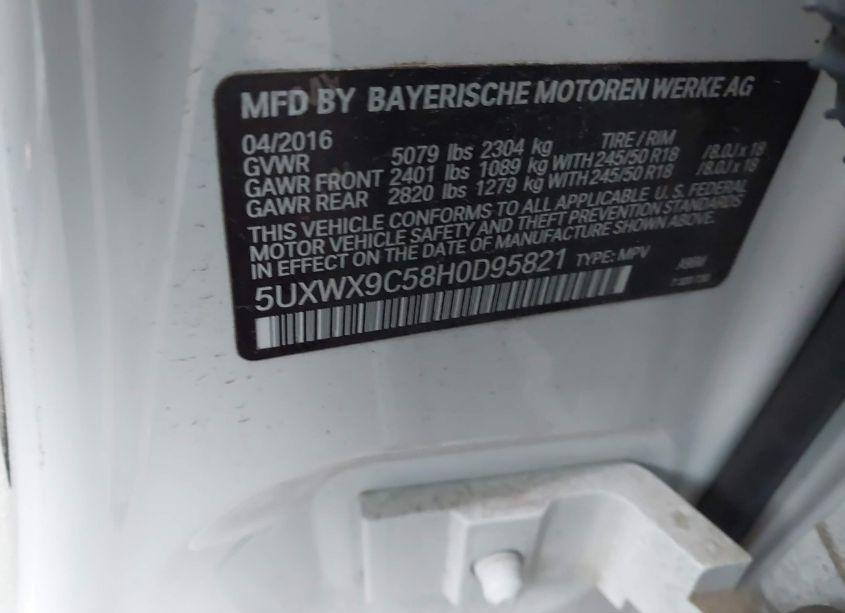 MFD BY BAYERISCHE MOTOREN WERKE AG
04/2016 TIRE / RIM
GVWR 5079 lbs 2304 kg
GAWR FRONT 2401 lbs 1089 kg WITH 245/50 R18 /8.0J x 18
GAWR REAR 2820 lbs 1279 kg WITH 245/50 R18 /8.0J x 18
THIS VEHICLE CONFORMS TO ALL APPLICABLE U.S. FEDERAL
MOTOR VEHICLE SAFETY AND THEFT PREVENTION STANDARDS
IN EFFECT ON THE DATE OF MANUFACTURE SHOWN ABOVE.
5UXWX9C58H0D95821 TYPE: MPV